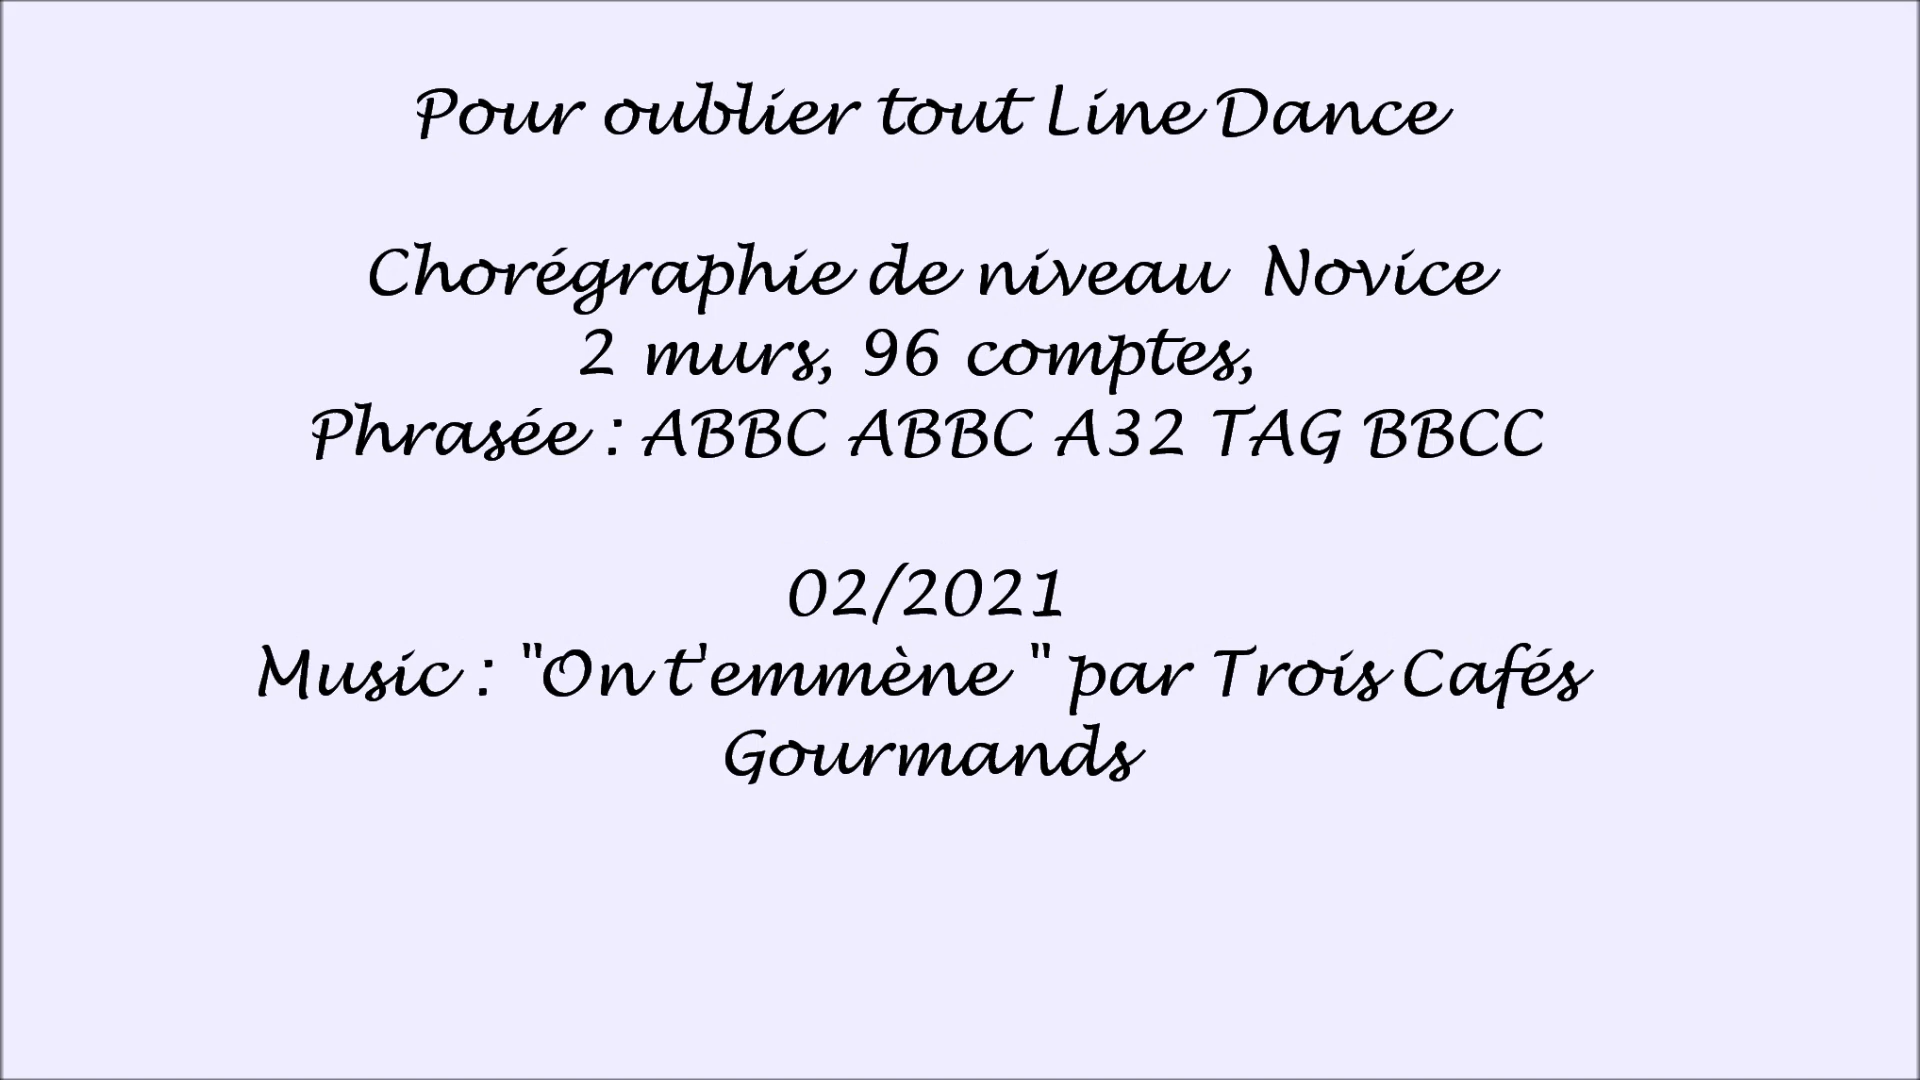 Pour oublier tout Line Dance
Chorégraphie de niveau Novice
2 murs, 96 comptes,
Phrasée : ABBC ABBC A32 TAG BBCC
02/2021
Music : "On t'emmène " par Trois Cafés
Gourmands